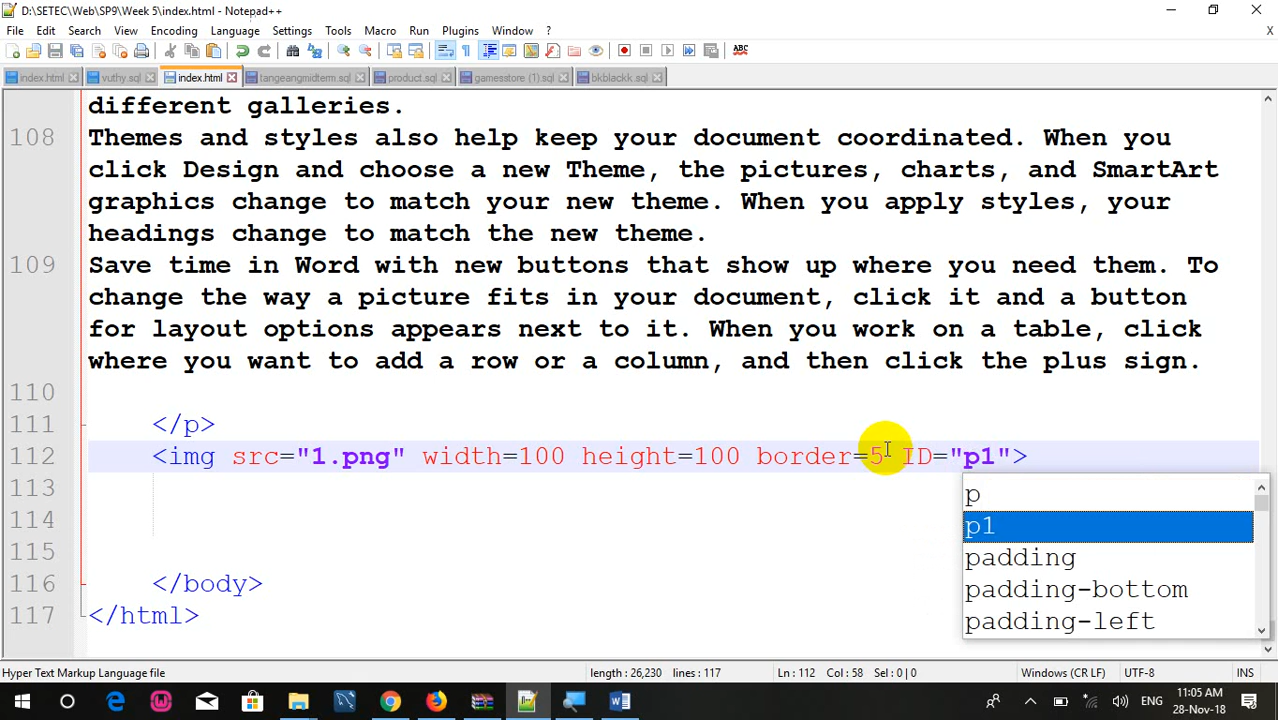 D:\SETEC\Web\SP9\Week 5\index.html - Notepad++
File Edit Search View Encoding Language Settings Tools Macro Run Plugins Window ? X
index.html vuthy.sql index.html tangeangmidterm.sql product.sql gamesstore (1).sql bkblackk.sql
different galleries.
108 Themes and styles also help keep your document coordinated. When you
click Design and choose a new Theme, the pictures, charts, and SmartArt
graphics change to match your new theme. When you apply styles, your
headings change to match the new theme.
109 Save time in Word with new buttons that show up where you need them. To
change the way a picture fits in your document, click it and a button
for layout options appears next to it. When you work on a table, click
where you want to add a row or a column, and then click the plus sign.
110
111 </p>
112 <img src="1.png" width=100 height=100 border=5 ID="p1">
113 p
114 p1
115 padding
116 </body> padding-bottom
117 </html> padding-left
Hyper Text Markup Language file length : 26,230 lines : 117 Ln : 112 Col : 58 Sel : 0 | 0 Windows (CR LF) UTF-8 INS
ENG 11:05 AM
28-Nov-18